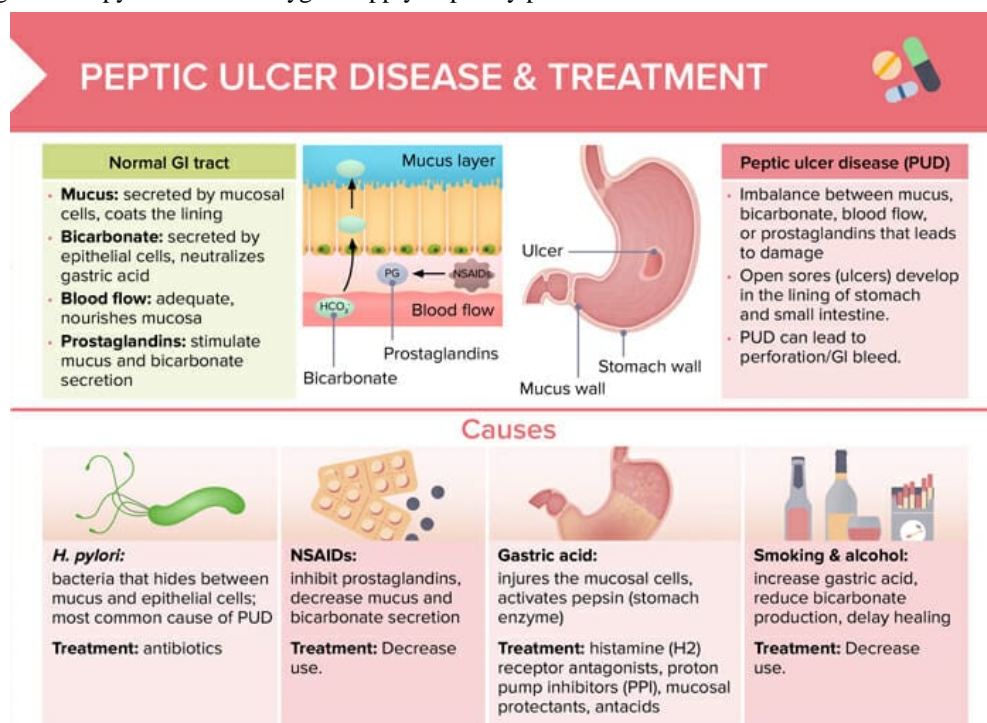 PEPTIC ULCER DISEASE & TREATMENT
Normal GI tract
• Mucus: secreted by mucosal
cells, coats the lining
• Bicarbonate: secreted by
epithelial cells, neutralizes
gastric acid
• Blood flow: adequate,
nourishes mucosa
• Prostaglandins: stimulate
mucus and bicarbonate
secretion
Mucus layer
PG
NSAIDs
HCO₃⁻
Blood flow
Prostaglandins
Bicarbonate
Ulcer
Stomach wall
Mucus wall
Peptic ulcer disease (PUD)
• Imbalance between mucus,
bicarbonate, blood flow,
or prostaglandins that leads
to damage
• Open sores (ulcers) develop
in the lining of stomach
and small intestine.
• PUD can lead to
perforation/GI bleed.
Causes
H. pylori:
bacteria that hides between
mucus and epithelial cells;
most common cause of PUD
Treatment: antibiotics
NSAIDs:
inhibit prostaglandins,
decrease mucus and
bicarbonate secretion
Treatment: Decrease
use.
Gastric acid:
injures the mucosal cells,
activates pepsin (stomach
enzyme)
Treatment: histamine (H2)
receptor antagonists, proton
pump inhibitors (PPI), mucosal
protectants, antacids
Smoking & alcohol:
increase gastric acid,
reduce bicarbonate
production, delay healing
Treatment: Decrease
use.